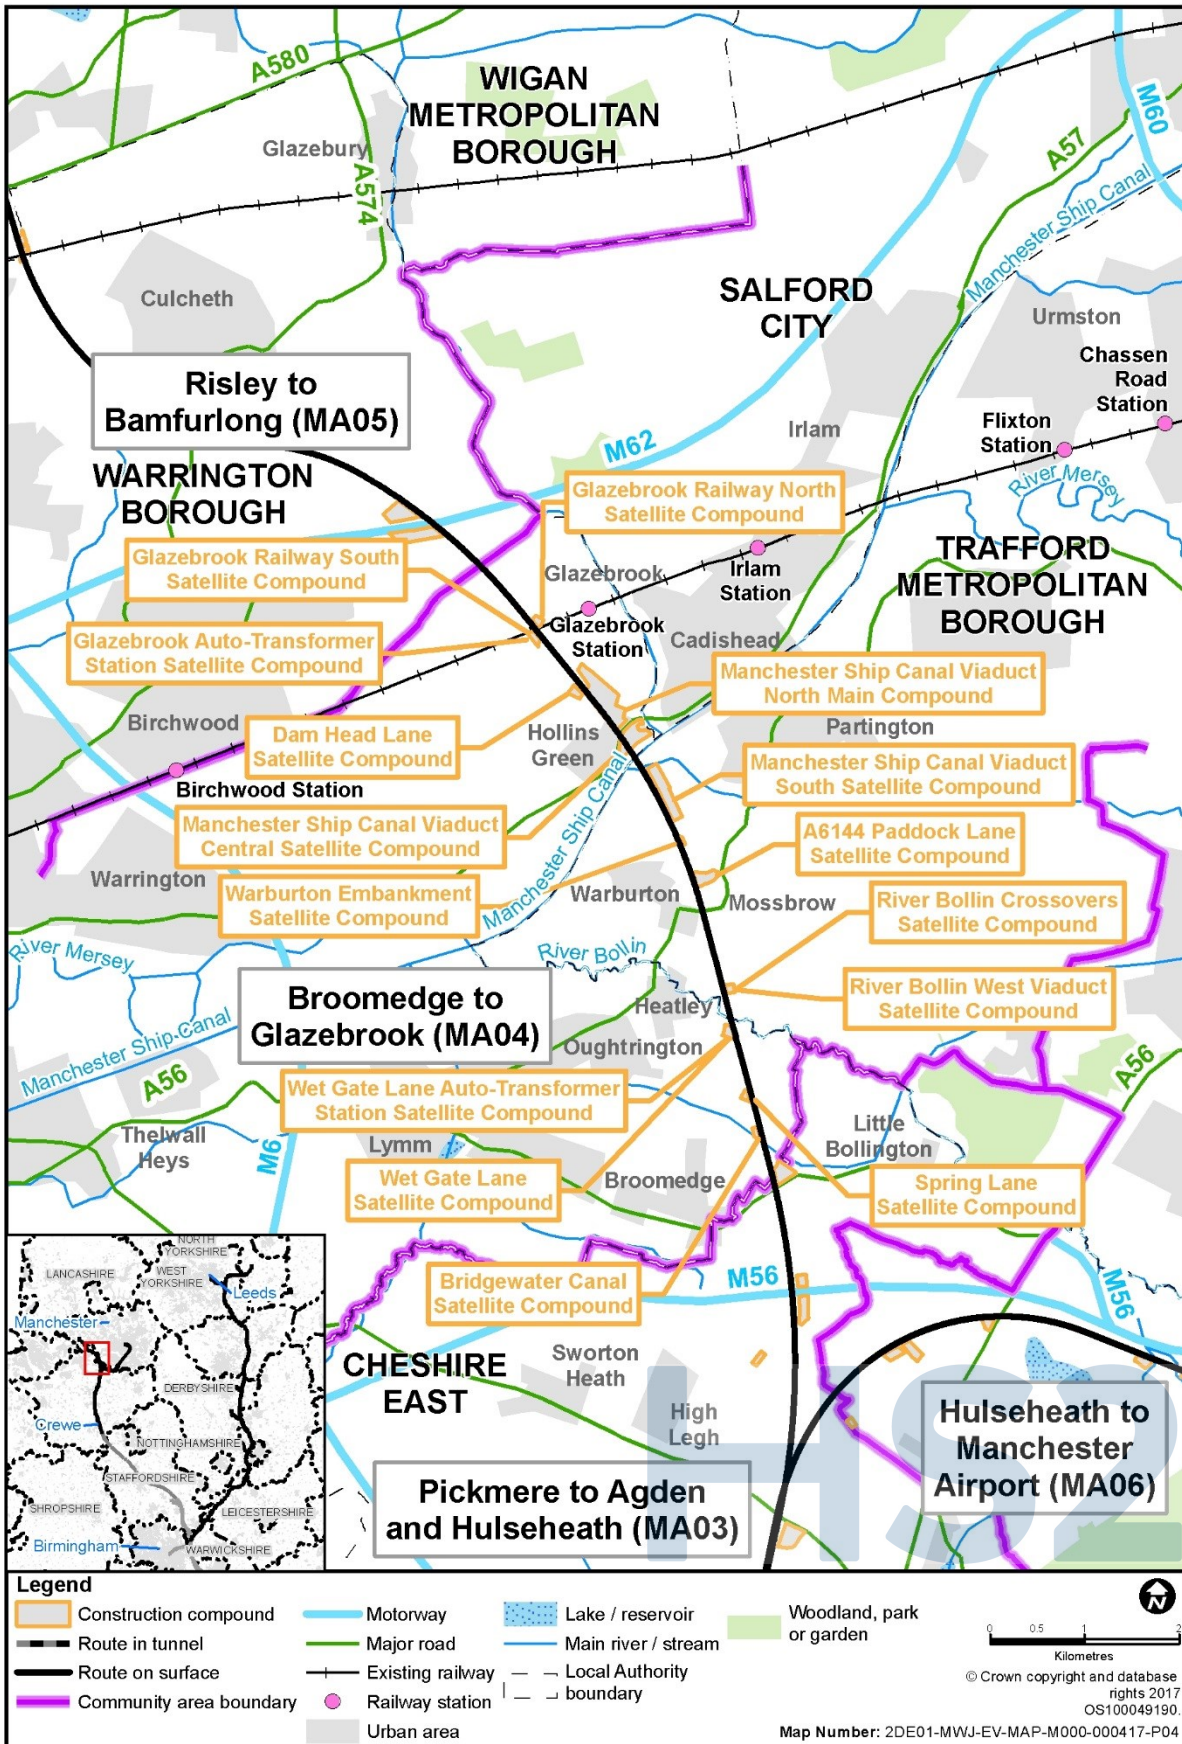 A580
WIGAN
METROPOLITAN
BOROUGH
M60
Glazebury
A574
A57
Manchester Ship Canal
Culcheth
SALFORD
CITY
Urmston
Chassen
Road
Station
Risley to
Bamfurlong (MA05)
Flixton
Station
Irlam
M62
WARRINGTON
BOROUGH
River Mersey
Glazebrook Railway North
Satellite Compound
Glazebrook Railway South
Satellite Compound
TRAFFORD
METROPOLITAN
BOROUGH
Glazebrook
Irlam
Station
Glazebrook
Station
Glazebrook Auto-Transformer
Station Satellite Compound
Cadishead
Manchester Ship Canal Viaduct
North Main Compound
Birchwood
Dam Head Lane
Satellite Compound
Hollins
Green
Partington
Birchwood Station
Manchester Ship Canal Viaduct
South Satellite Compound
Manchester Ship Canal Viaduct
Central Satellite Compound
Manchester Ship Canal
A6144 Paddock Lane
Satellite Compound
Warrington
Warburton Embankment
Satellite Compound
Warburton
Mossbrow
River Bollin Crossovers
Satellite Compound
River Mersey
River Bollin
Broomedge to
Glazebrook (MA04)
River Bollin West Viaduct
Satellite Compound
Heatley
Oughtrington
Manchester Ship Canal
A56
A56
Wet Gate Lane Auto-Transformer
Station Satellite Compound
Thelwall
Heys
M6
Lymm
Little
Bollington
Wet Gate Lane
Satellite Compound
Broomedge
Spring Lane
Satellite Compound
Bridgewater Canal
Satellite Compound
M56
M56
CHESHIRE
EAST
Sworton
Heath
High
Legh
HS2
Hulseheath to
Manchester
Airport (MA06)
Pickmere to Agden
and Hulseheath (MA03)
NORTH
YORKSHIRE
LANCASHIRE
WEST
YORKSHIRE
Leeds
Manchester
DERBYSHIRE
Crewe
NOTTINGHAMSHIRE
STAFFORDSHIRE
SHROPSHIRE
LEICESTERSHIRE
Birmingham
WARWICKSHIRE
Legend
Construction compound
Route in tunnel
Route on surface
Community area boundary
Motorway
Major road
Existing railway
Railway station
Urban area
Lake / reservoir
Main river / stream
Local Authority
boundary
Woodland, park
or garden
N
0 0.5 1 2
Kilometres
© Crown copyright and database
rights 2017
OS100049190.
Map Number: 2DE01-MWJ-EV-MAP-M000-000417-P04